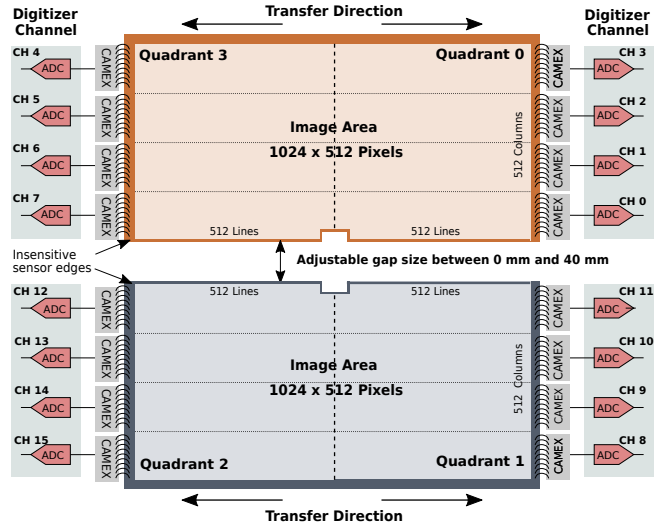 Transfer Direction
Digitizer
Channel
Digitizer
Channel
CH 4
ADC
CAMEX
Quadrant 3
Quadrant 0
CAMEX
ADC
CH 3
CH 5
ADC
CAMEX
CAMEX
ADC
CH 2
Image Area
1024 x 512 Pixels
512 Columns
CH 6
ADC
CAMEX
CAMEX
ADC
CH 1
CH 7
ADC
CAMEX
CAMEX
ADC
CH 0
512 Lines
512 Lines
Insensitive
sensor edges
Adjustable gap size between 0 mm and 40 mm
512 Lines
512 Lines
CH 12
ADC
CAMEX
CAMEX
ADC
CH 11
CH 13
ADC
CAMEX
CAMEX
ADC
CH 10
Image Area
1024 x 512 Pixels
512 Columns
CH 14
ADC
CAMEX
CAMEX
ADC
CH 9
CH 15
ADC
CAMEX
Quadrant 2
Quadrant 1
CAMEX
ADC
CH 8
Transfer Direction